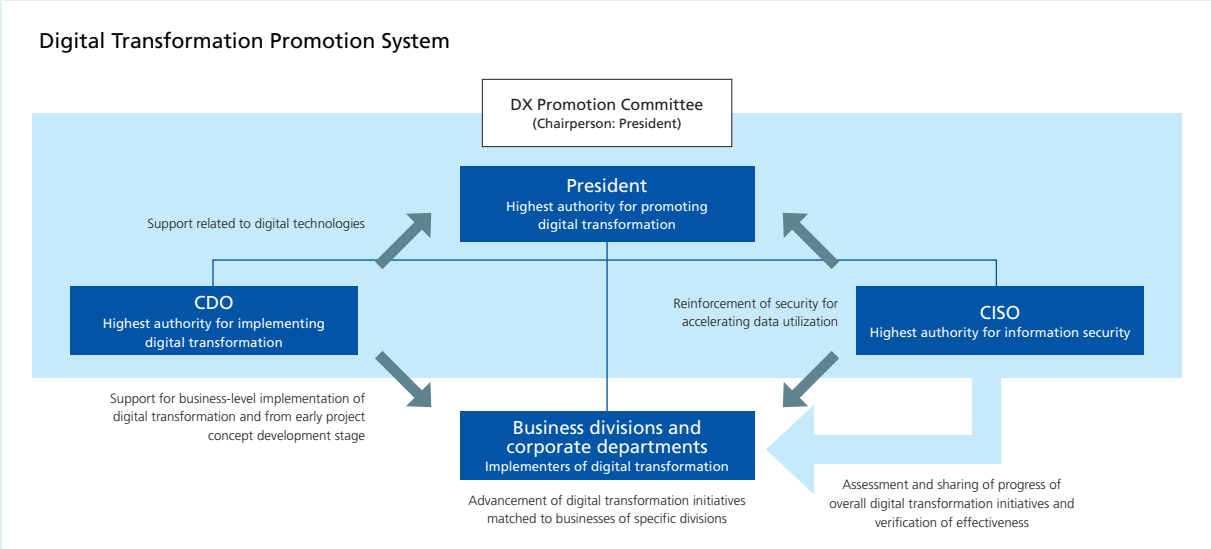 Digital Transformation Promotion System
DX Promotion Committee
(Chairperson: President)
President
Highest authority for promoting
digital transformation
Support related to digital technologies
CDO
Highest authority for implementing
digital transformation
Reinforcement of security for
accelerating data utilization
CISO
Highest authority for information security
Support for business-level implementation of
digital transformation and from early project
concept development stage
Business divisions and
corporate departments
Implementers of digital transformation
Advancement of digital transformation initiatives
matched to businesses of specific divisions
Assessment and sharing of progress of
overall digital transformation initiatives and
verification of effectiveness